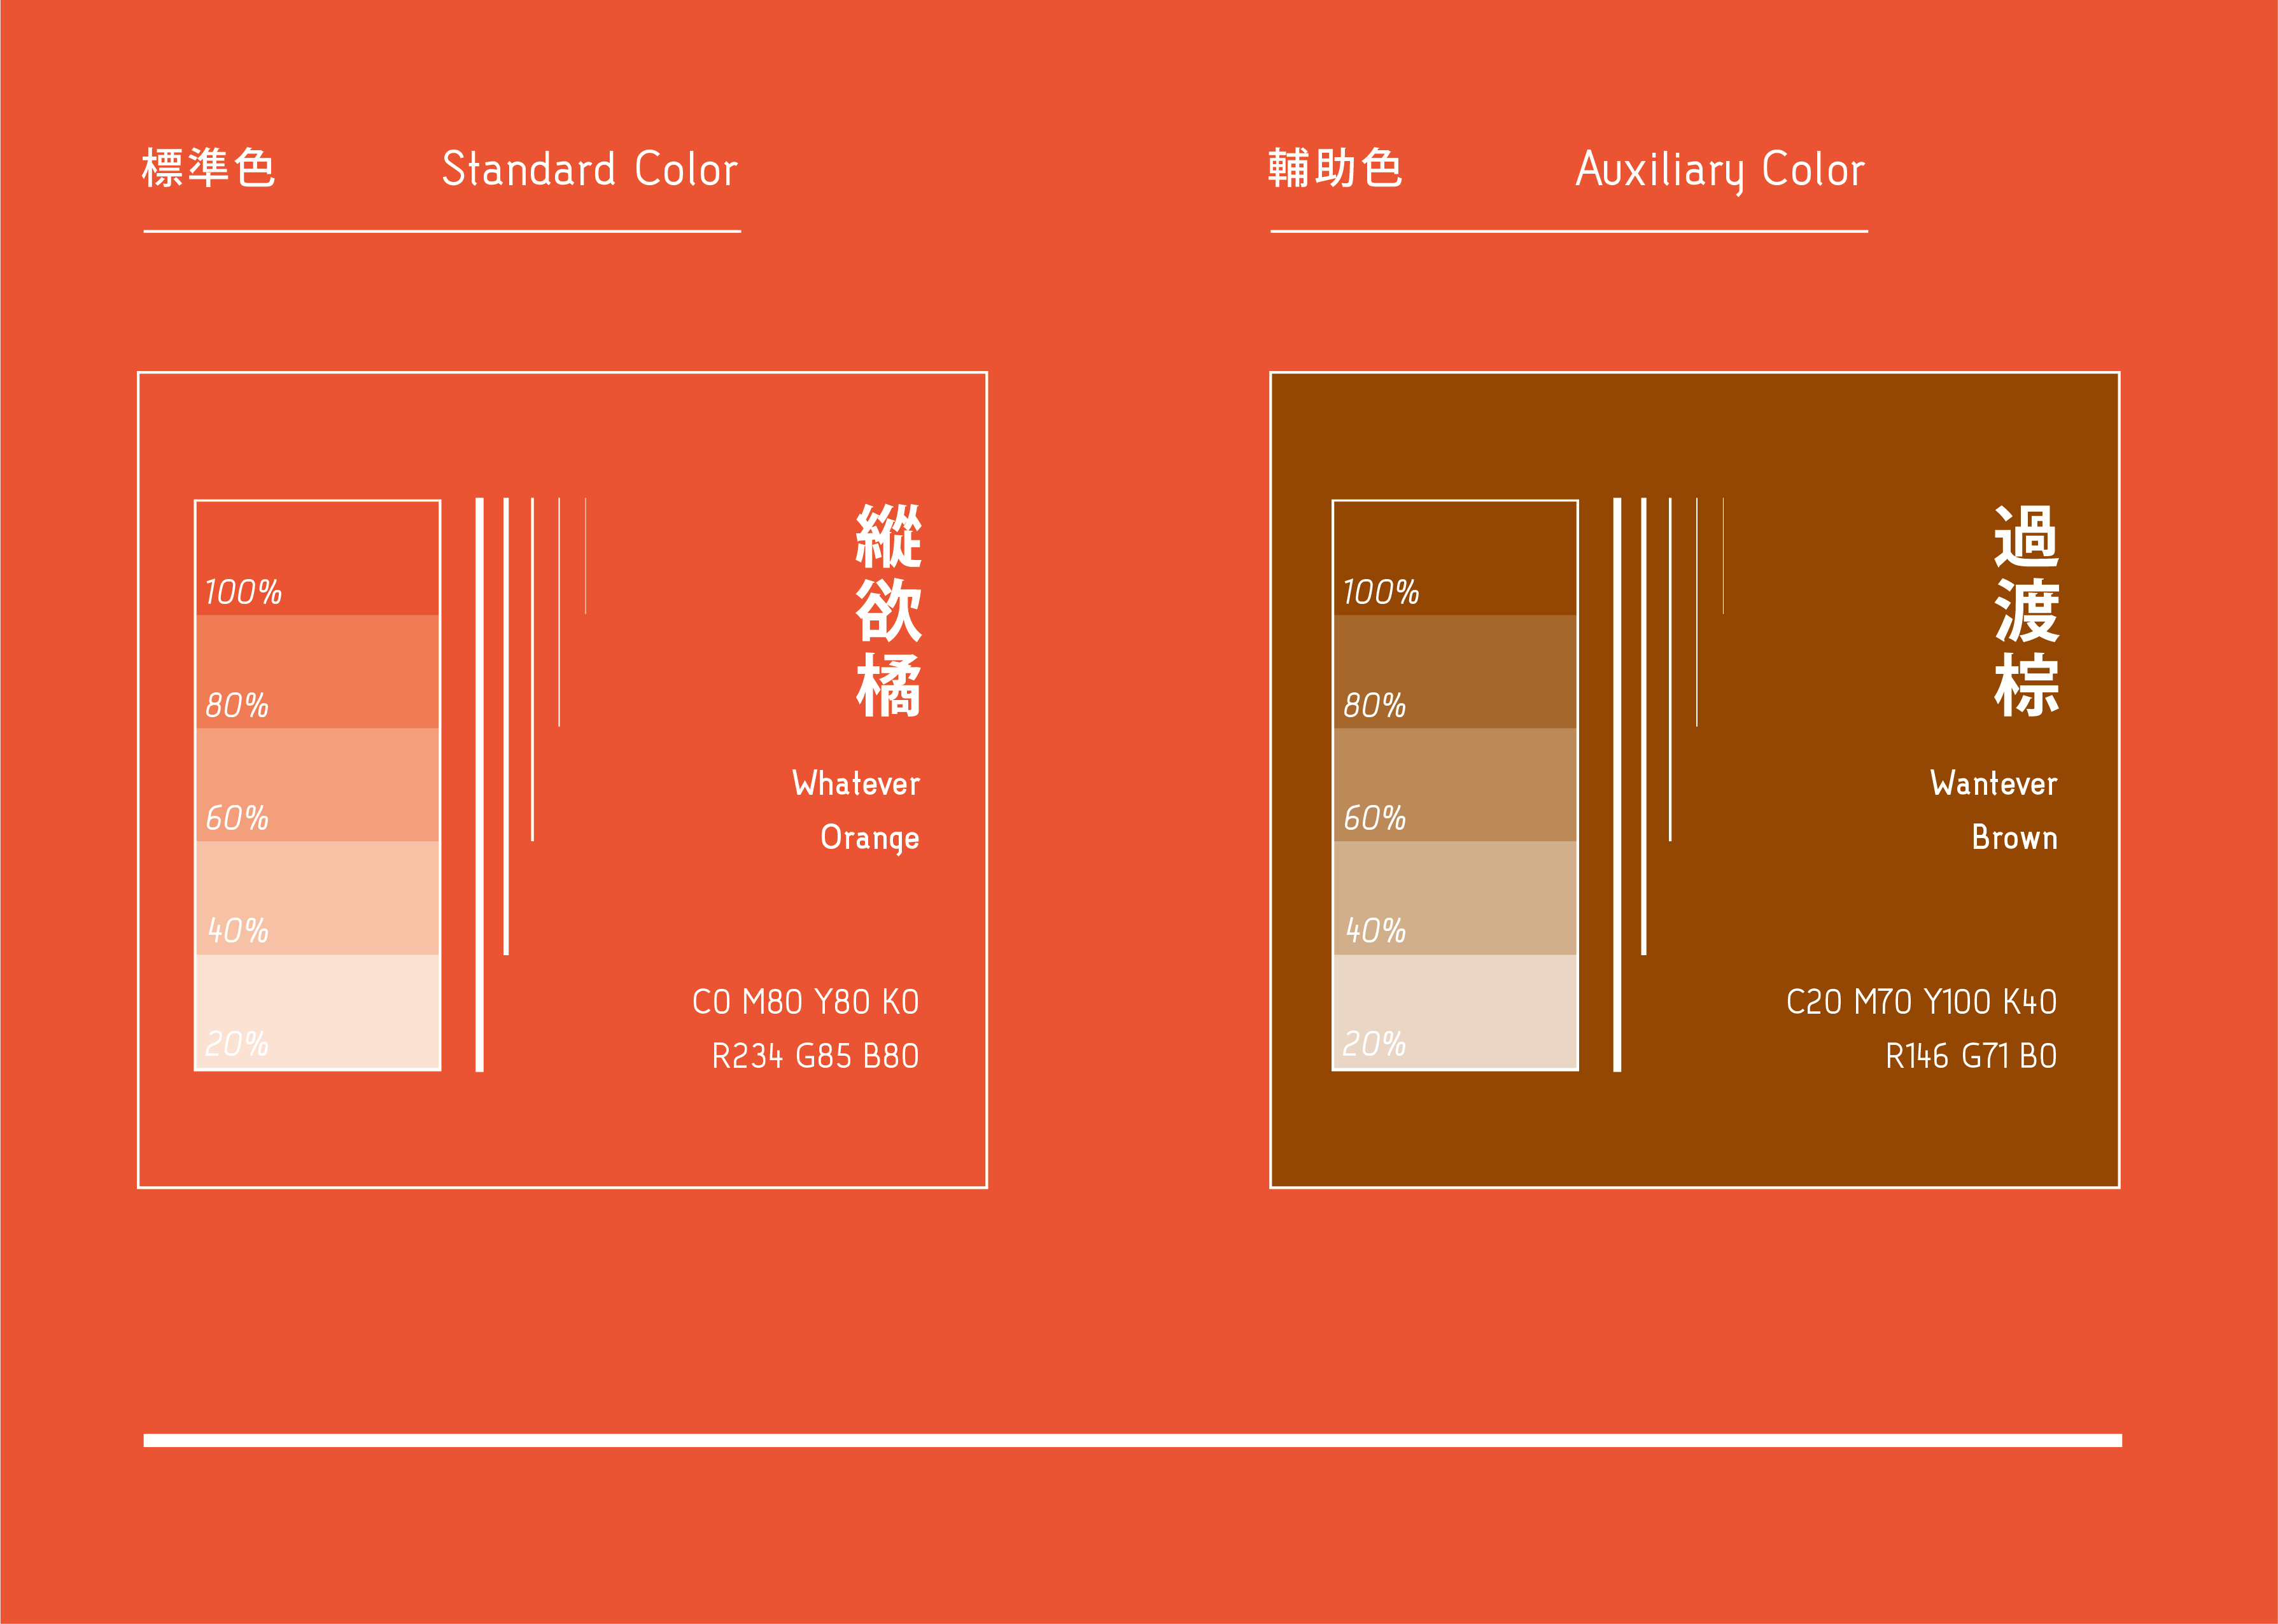 標準色 Standard Color
100%
80%
60%
40%
20%
縱欲橘
Whatever
Orange
C0 M80 Y80 K0
R234 G85 B80
輔助色 Auxiliary Color
100%
80%
60%
40%
20%
過渡棕
Wantever
Brown
C20 M70 Y100 K40
R146 G71 B0